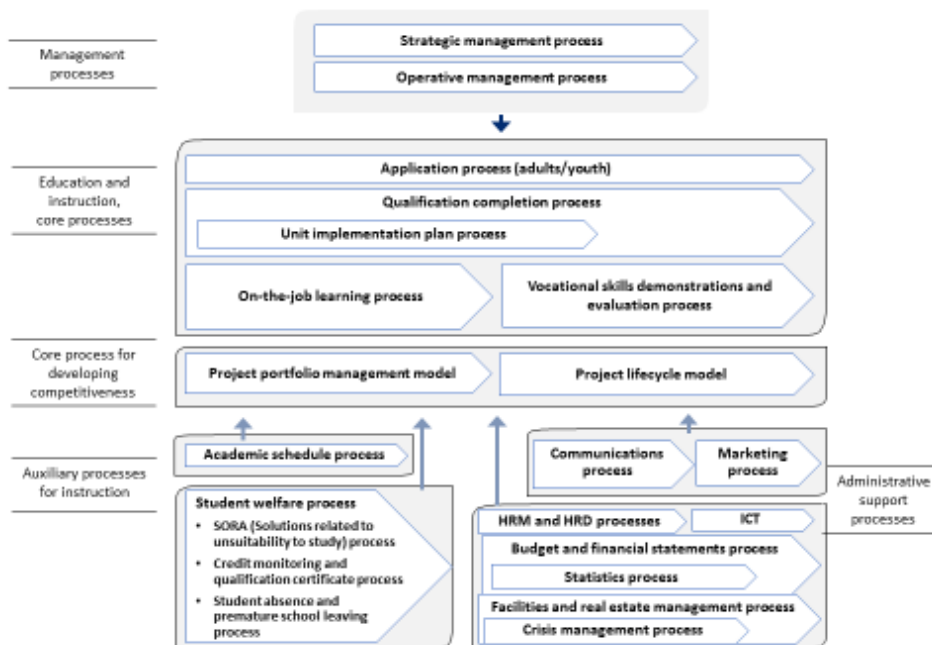 Management
processes
Strategic management process
Operative management process
Education and
instruction,
core processes
Application process (adults/youth)
Qualification completion process
Unit implementation plan process
On-the-job learning process
Vocational skills demonstrations and
evaluation process
Core process for
developing
competitiveness
Project portfolio management model
Project lifecycle model
Auxiliary processes
for instruction
Academic schedule process
Student welfare process
• SORA (Solutions related to
unsuitability to study) process
• Credit monitoring and
qualification certificate process
• Student absence and
premature school leaving
process
Communications
process
Marketing
process
Administrative
support
processes
HRM and HRD processes
ICT
Budget and financial statements process
Statistics process
Facilities and real estate management process
Crisis management process